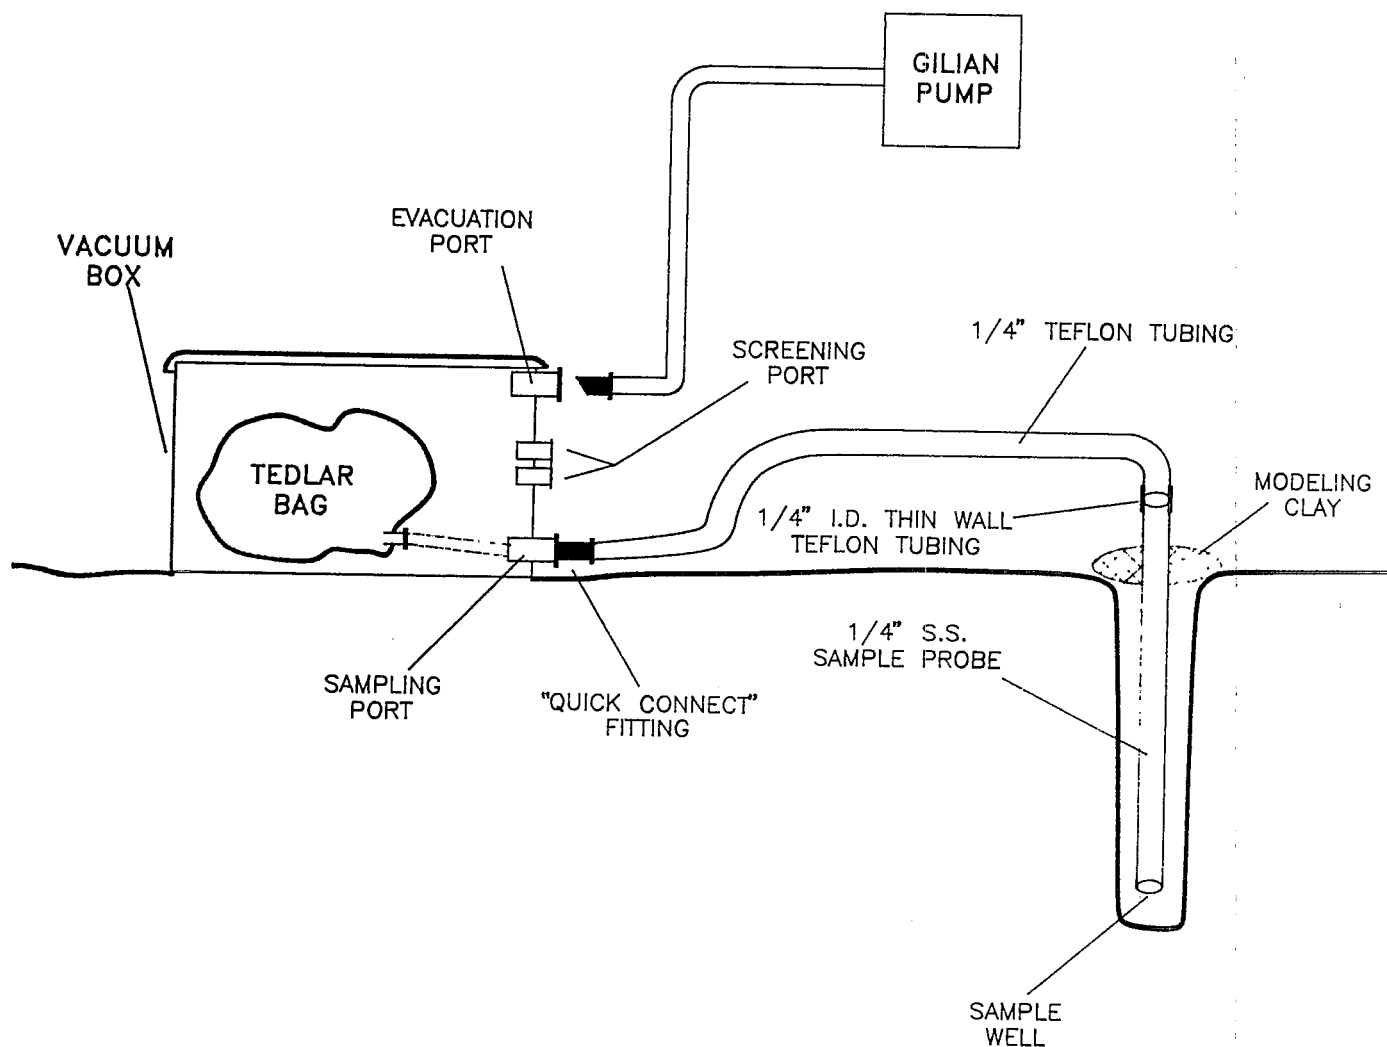 GILIAN
PUMP
EVACUATION
PORT
VACUUM
BOX
1/4" TEFLON TUBING
SCREENING
PORT
TEDLAR
BAG
MODELING
CLAY
1/4" I.D. THIN WALL
TEFLON TUBING
1/4" S.S.
SAMPLE PROBE
SAMPLING
PORT
"QUICK CONNECT"
FITTING
SAMPLE
WELL